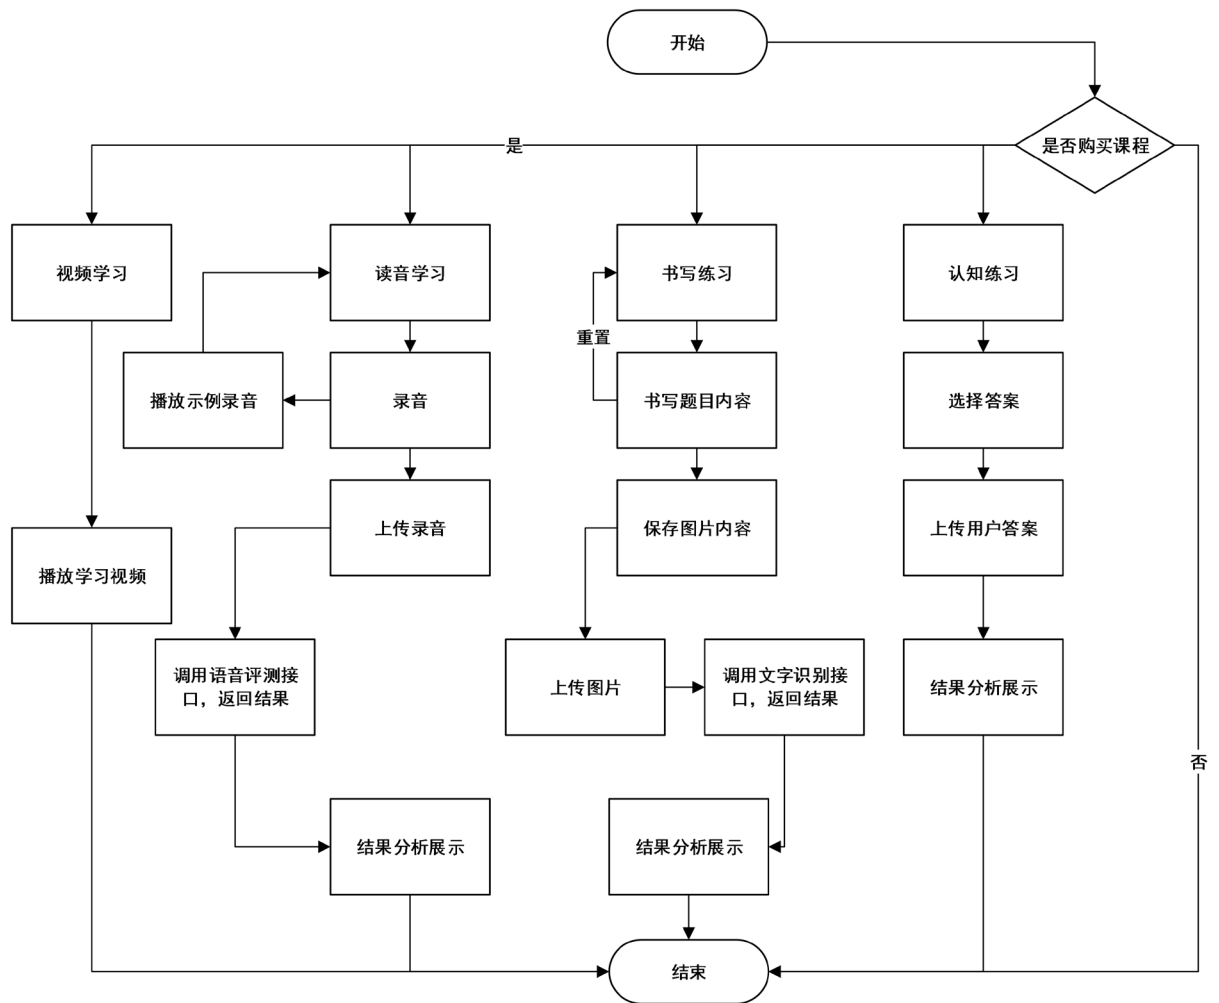 开始
是否购买课程
是
视频学习
读音学习
书写练习
认知练习
重置
播放示例录音
录音
书写题目内容
选择答案
上传录音
保存图片内容
上传用户答案
播放学习视频
调用语音评测接
口，返回结果
上传图片
调用文字识别接
口，返回结果
结果分析展示
否
结果分析展示
结果分析展示
结束